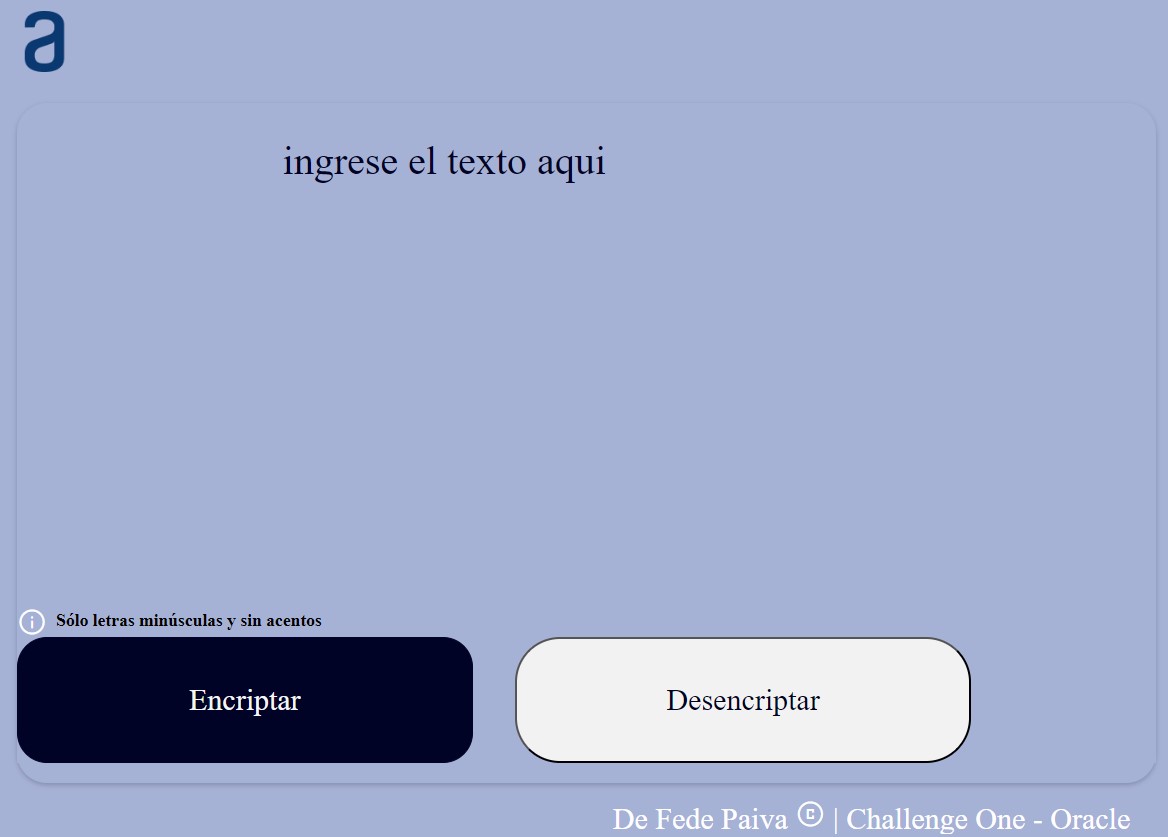 a
ingrese el texto aqui
Sólo letras minúsculas y sin acentos
Encriptar
Desencriptar
De Fede Paiva © | Challenge One - Oracle